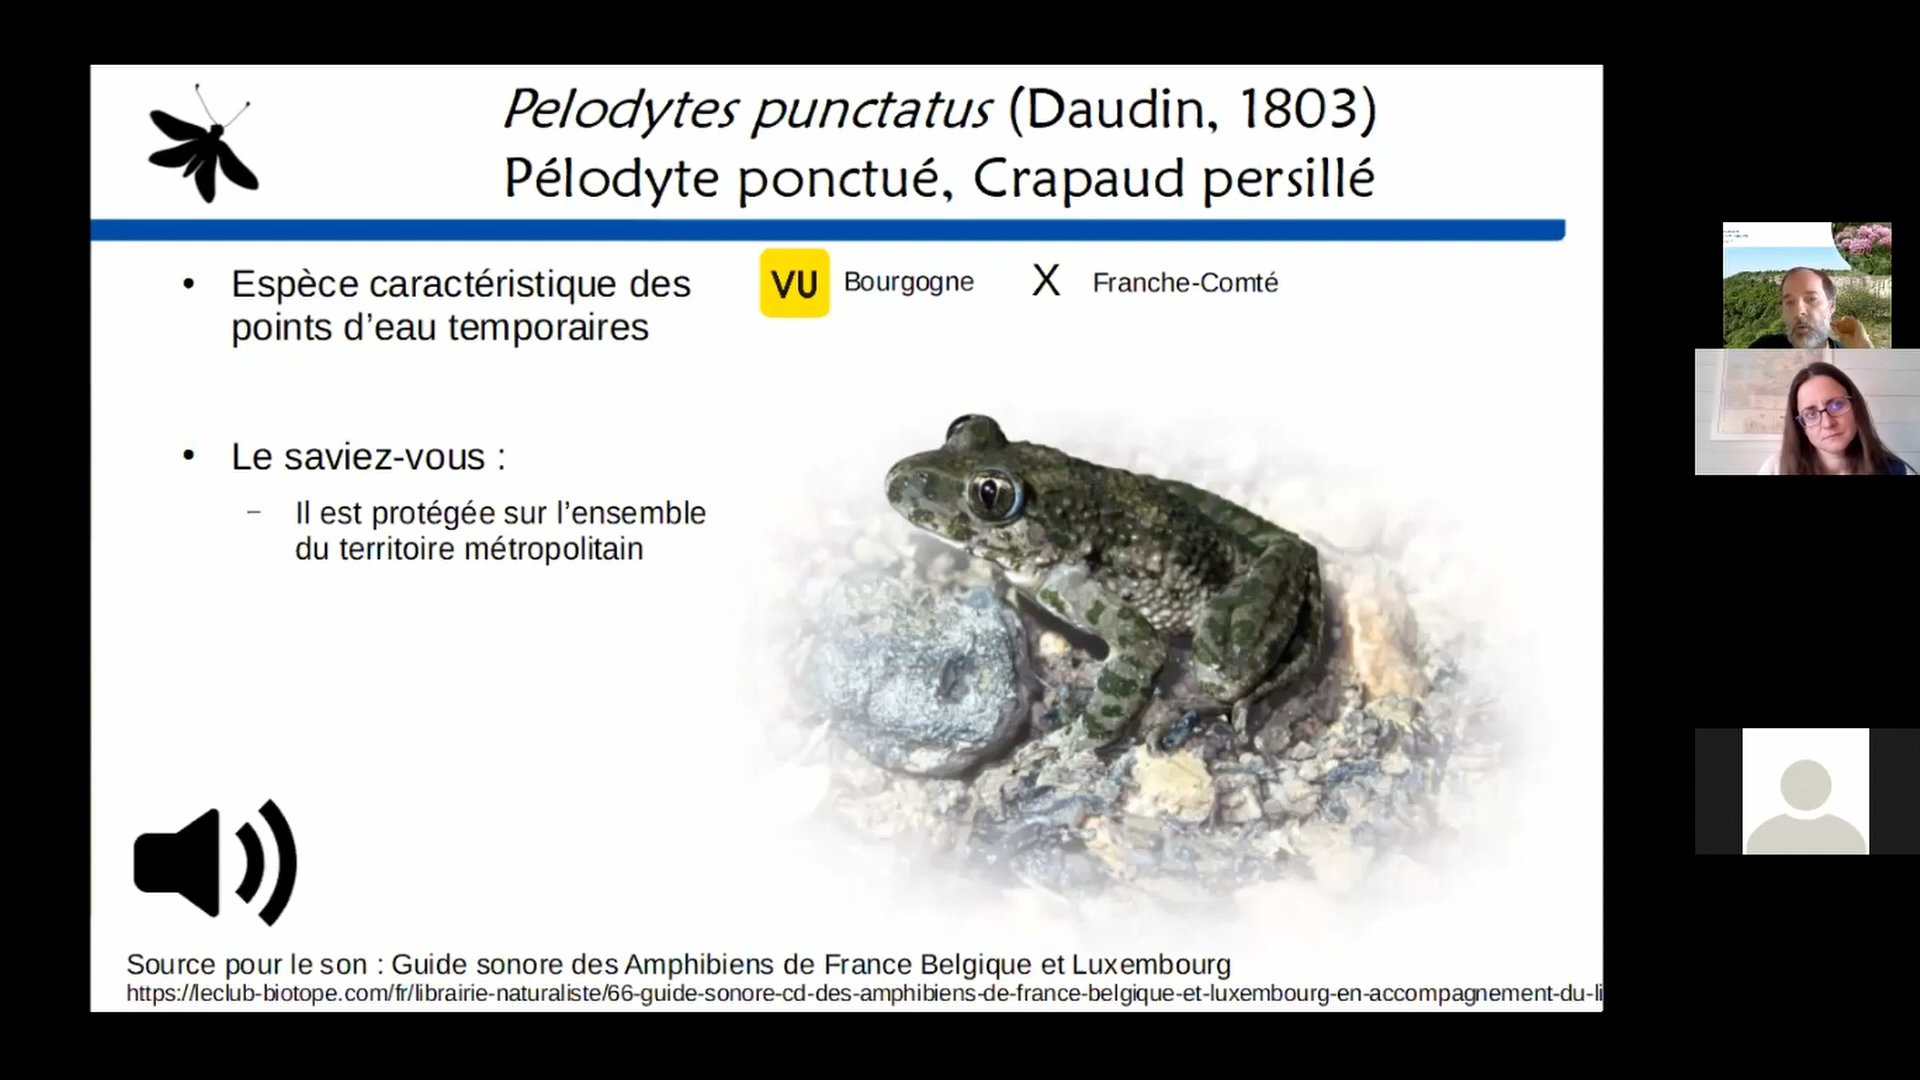 Pelodytes punctatus (Daudin, 1803)
Pélodyte ponctué, Crapaud persillé
• Espèce caractéristique des
points d’eau temporaires
VU Bourgogne X Franche-Comté
• Le saviez-vous :
– Il est protégée sur l’ensemble
du territoire métropolitain
Source pour le son : Guide sonore des Amphibiens de France Belgique et Luxembourg
https://leclub-biotope.com/fr/librairie-naturaliste/66-guide-sonore-cd-des-amphibiens-de-france-belgique-et-luxembourg-en-accompagnement-du-li